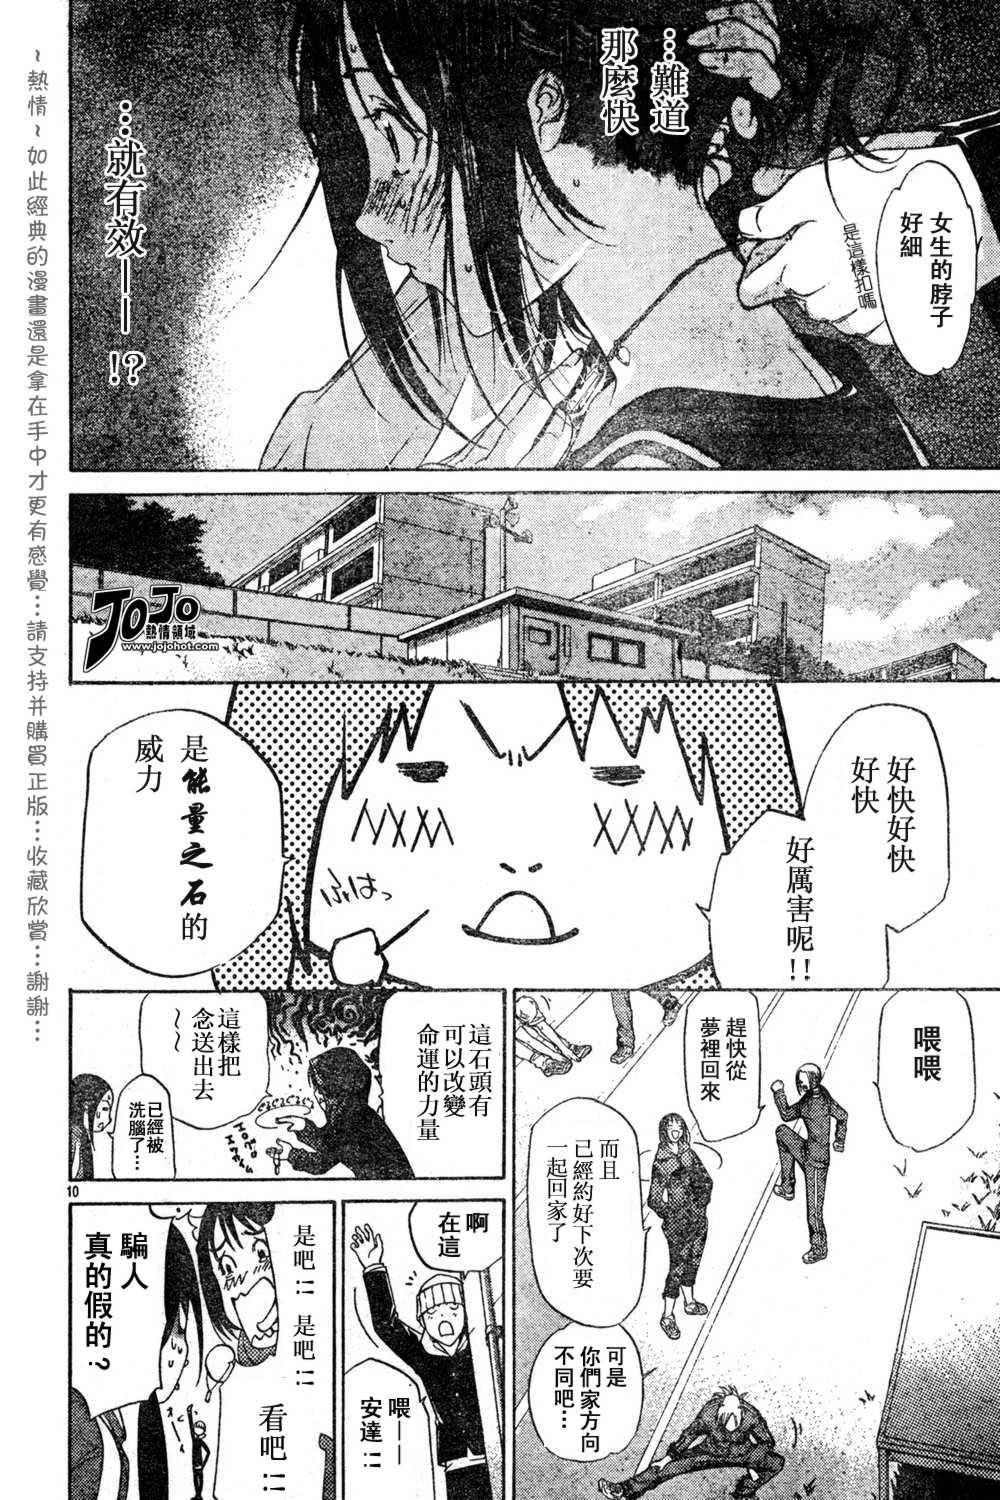 …難道
那麼快
女生的脖子
好細
是這樣扣嗎
…就有效——!?
~熱情~如此經典的漫畫還是拿在手中才更有感覺…請支持并購買正版…收藏欣賞…謝謝…
JOJO
熱情領域
www.jojohot.com
好快好快
好快
好厲害呢!!
是能量之石的
威力
ふはっ
喂喂
趕快從
夢裡回來
而且
已經約好下次要
一起回家了
可是
你們家方向
不同吧…
這石頭有
可以改變
命運的力量
這樣把
念送出去
~~
已經被
洗腦了…
10
啊
在這
喂——
安達!!
是吧!! 是吧!!
看吧!!
騙人
真的假的?